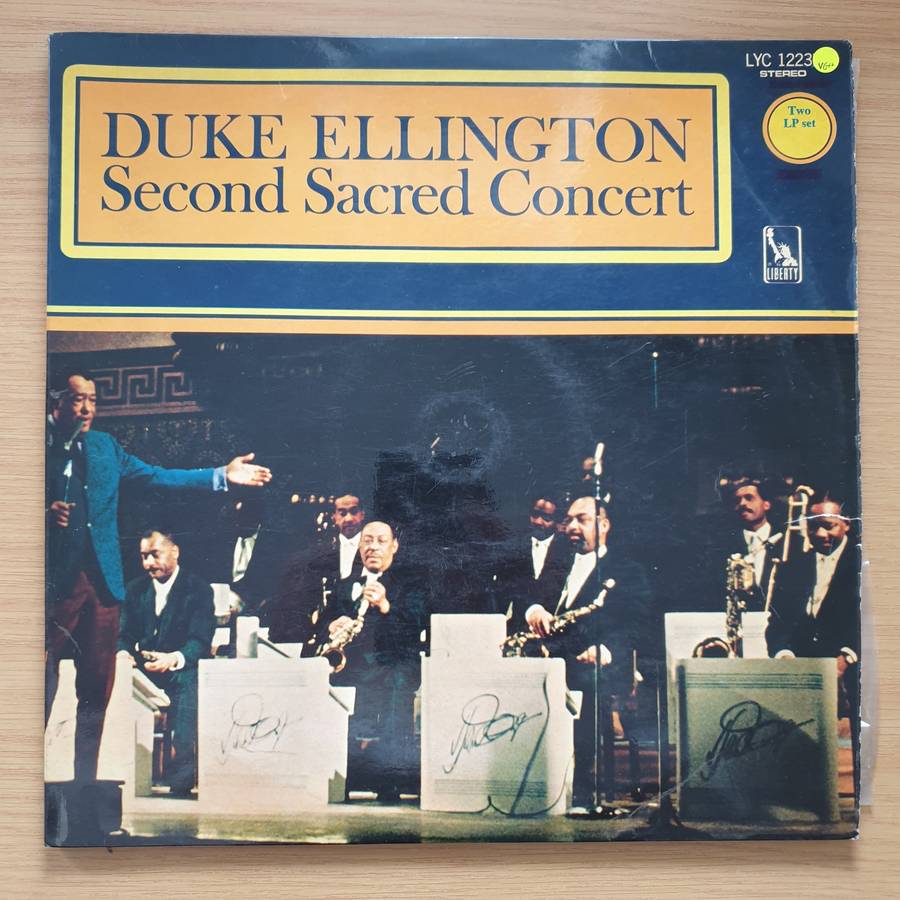 LYC 1223
STEREO
VG++
Two
LP set
DUKE ELLINGTON
Second Sacred Concert
LIBERTY